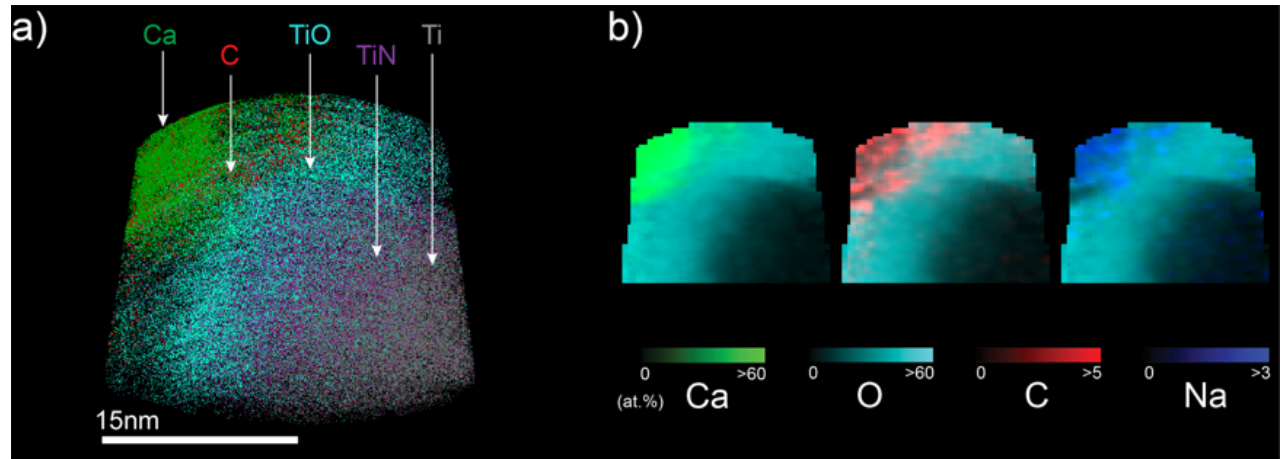 a)
Ca
C
TiO
TiN
Ti
15nm
b)
0 >60
0 >60
0 >5
0 >3
(at.%) Ca O C Na